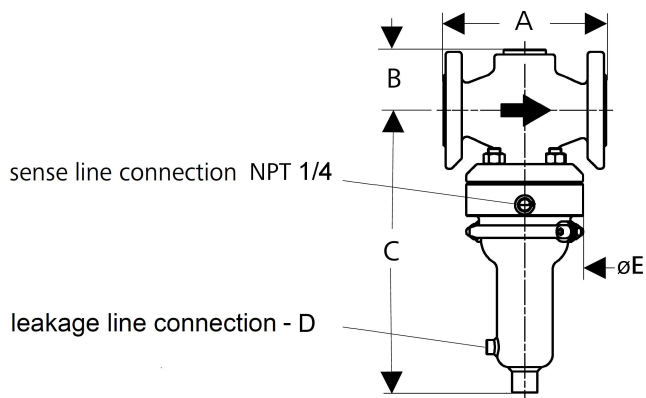 A
B
sense line connection NPT 1/4
C
øE
leakage line connection - D